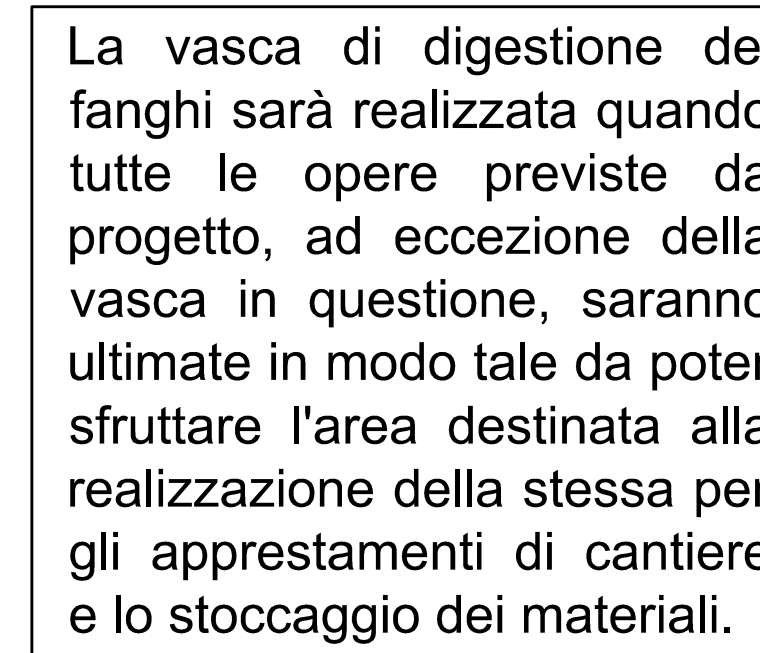 La vasca di digestione de
fanghi sarà realizzata quando
tutte le opere previste da
progetto, ad eccezione della
vasca in questione, saranno
ultimate in modo tale da poter
sfruttare l'area destinata alla
realizzazione della stessa per
gli apprestamenti di cantiere
e lo stoccaggio dei materiali.